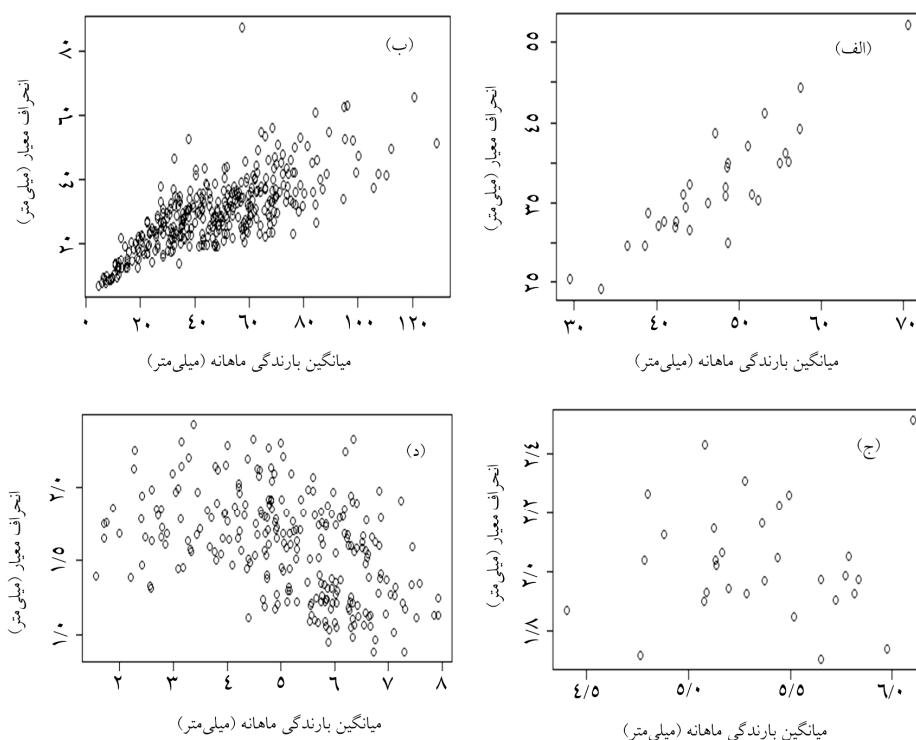 (الف)
انحراف معیار (میلی‌متر)
۵۵
۴۵
۳۵
۲۵
۳۰ ۴۰ ۵۰ ۶۰ ۷۰
میانگین بارندگی ماهانه (میلی‌متر)
(ب)
انحراف معیار (میلی‌متر)
۸۰
۶۰
۴۰
۲۰
۰ ۲۰ ۴۰ ۶۰ ۸۰ ۱۰۰ ۱۲۰
میانگین بارندگی ماهانه (میلی‌متر)
(ج)
انحراف معیار (میلی‌متر)
۲/۴
۲/۲
۲/۰
۱/۸
۴/۵ ۵/۰ ۵/۵ ۶/۰
میانگین بارندگی ماهانه (میلی‌متر)
(د)
انحراف معیار (میلی‌متر)
۲/۰
۱/۵
۱/۰
۲ ۳ ۴ ۵ ۶ ۷ ۸
میانگین بارندگی ماهانه (میلی‌متر)